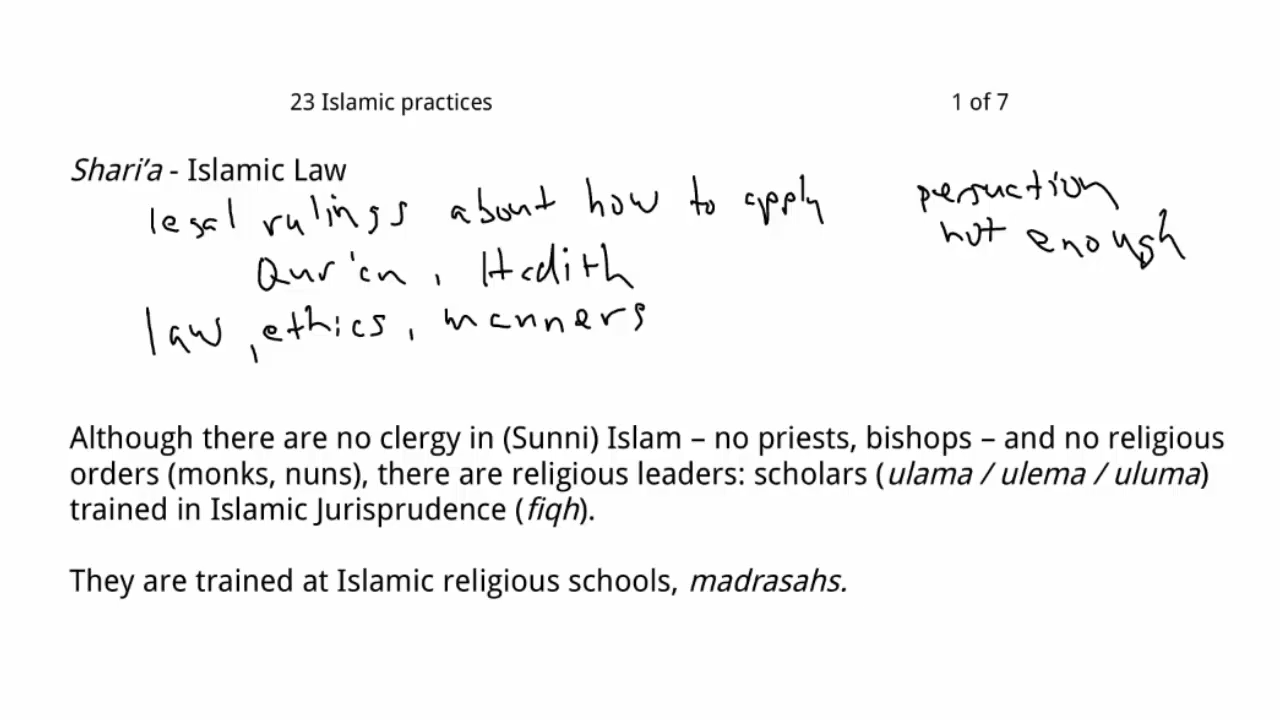 23 Islamic practices
1 of 7
Shari'a - Islamic Law
legal rulings about how to apply
Qur'an, Hadith
law, ethics, manners
not enough
Although there are no clergy in (Sunni) Islam – no priests, bishops – and no religious
orders (monks, nuns), there are religious leaders: scholars (ulama / ulema / uluma)
trained in Islamic Jurisprudence (fiqh).
They are trained at Islamic religious schools, madrasahs.